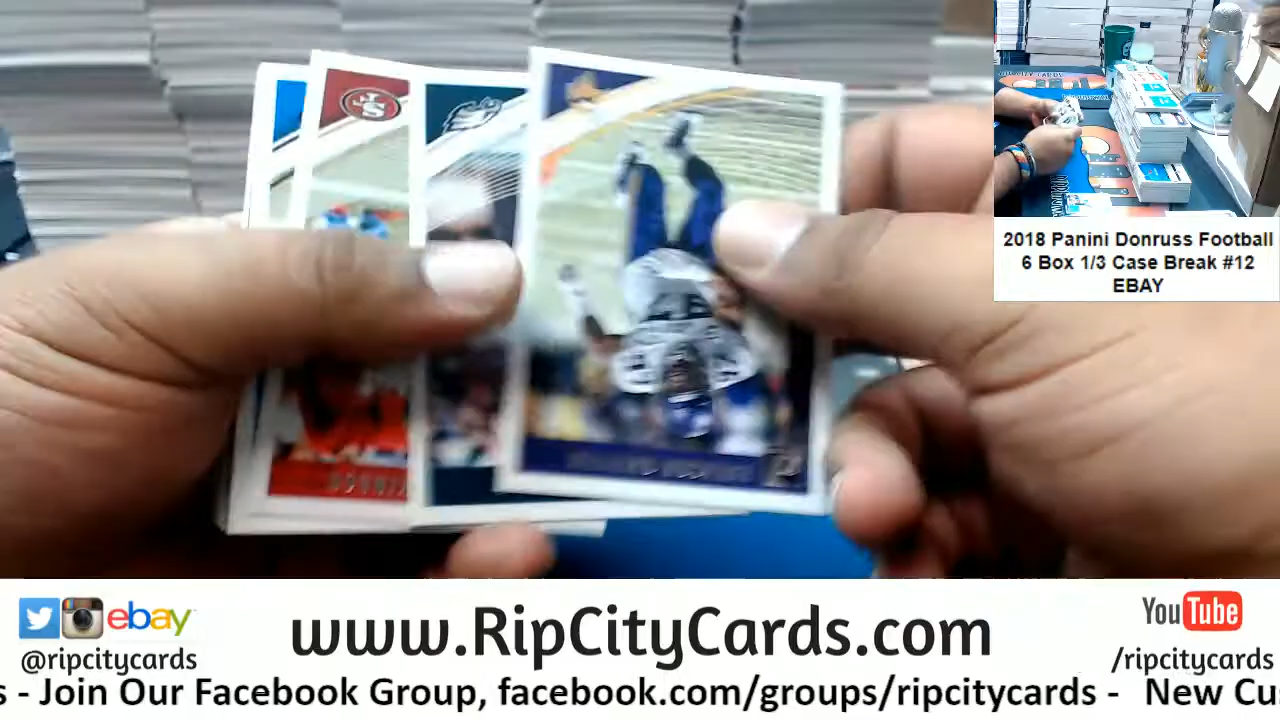 2018 Panini Donruss Football
6 Box 1/3 Case Break #12
EBAY
ebay
www.RipCityCards.com
YouTube
@ripcitycards
/ripcitycards
s - Join Our Facebook Group, facebook.com/groups/ripcitycards - New Cus